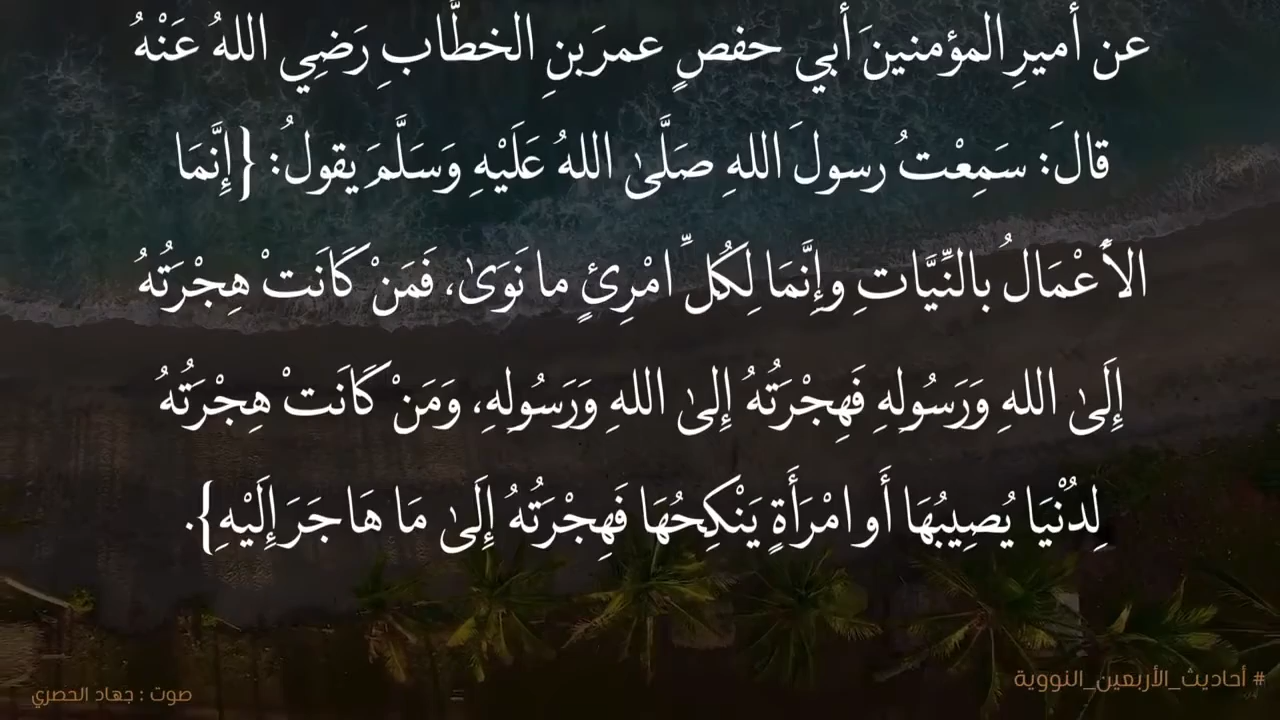 عن أميرِ المؤمنينَ أبي حفصٍ عمرَ بنِ الخطَّابِ رَضِي اللهُ عَنْهُ
قالَ: سَمِعْتُ رسولَ اللهِ صَلَّىٰ اللهُ عَلَيْهِ وَسَلَّمَ يقولُ: {إِنَّمَا
الأَعْمَالُ بالنِّيَّاتِ وإِنَّمَا لِكُلِّ امْرِئٍ ما نَوَىٰ، فَمَنْ كَانَتْ هِجْرَتُهُ
إِلَىٰ اللهِ وَرَسُولِهِ فَهِجْرَتُهُ إِلىٰ اللهِ وَرَسُولِهِ، وَمَنْ كَانَتْ هِجْرَتُهُ
لِدُنْيَا يُصِيبُهَا أَو امْرَأَةٍ يَنْكِحُهَا فَهِجْرَتُهُ إِلَىٰ مَا هَاجَرَ إِلَيْهِ}.
# أحاديث_الأربعين_النووية
صوت : جهاد الحصري